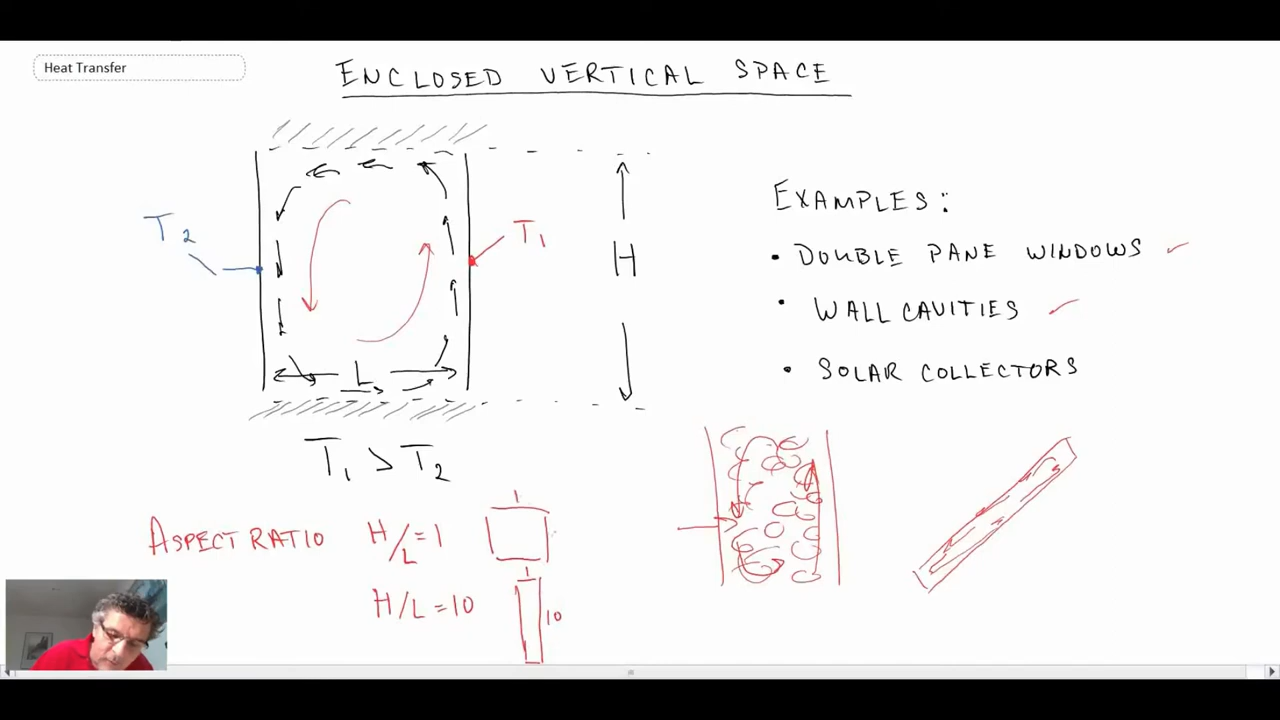 Heat Transfer
ENCLOSED VERTICAL SPACE
T2
T1
H
L
T1 > T2
EXAMPLES:
• DOUBLE PANE WINDOWS
• WALL CAVITIES
• SOLAR COLLECTORS
ASPECT RATIO H/L = 1
1
H/L = 10
1
10